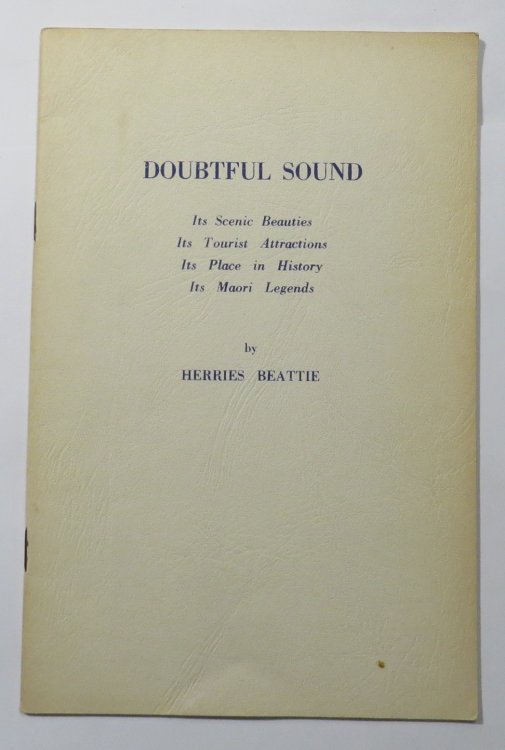 DOUBTFUL SOUND
Its Scenic Beauties
Its Tourist Attractions
Its Place in History
Its Maori Legends
by
HERRIES BEATTIE